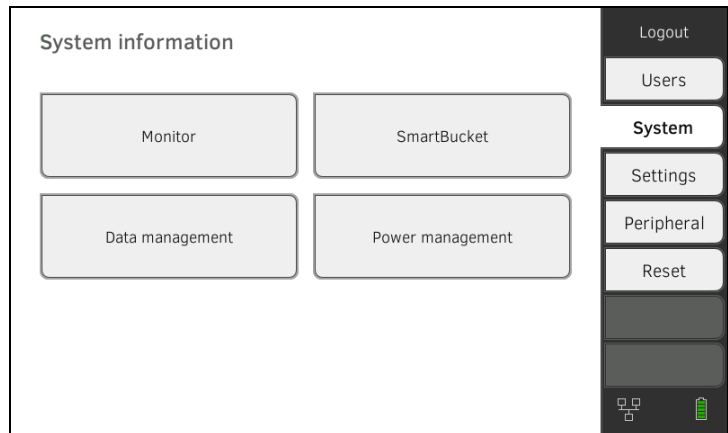 System information
Monitor
SmartBucket
Data management
Power management
Logout
Users
System
Settings
Peripheral
Reset